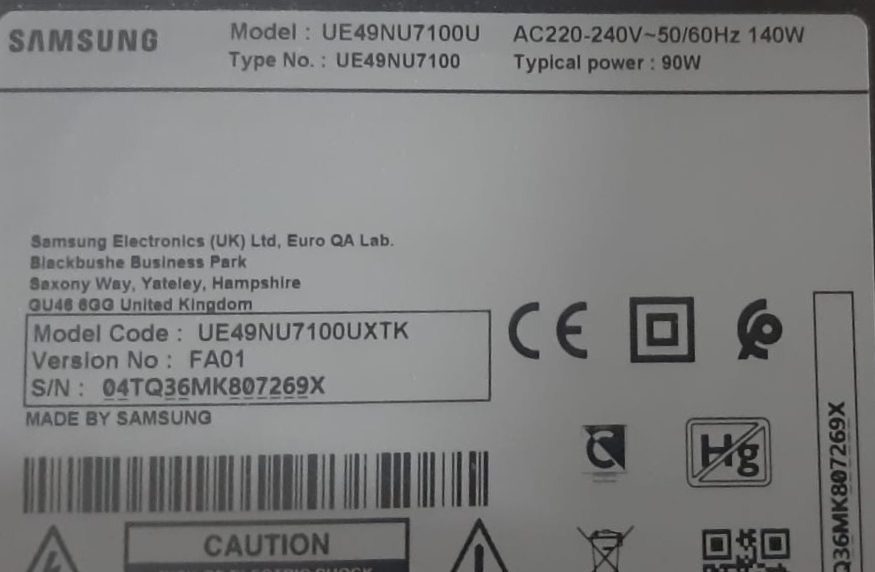 SAMSUNG
Model : UE49NU7100U AC220-240V~50/60Hz 140W
Type No. : UE49NU7100 Typical power : 90W
Samsung Electronics (UK) Ltd, Euro QA Lab.
Blackbushe Business Park
Saxony Way, Yateley, Hampshire
GU46 6GG United Kingdom
Model Code : UE49NU7100UXTK
Version No : FA01
S/N : 04TQ36MK807269X
MADE BY SAMSUNG
CE
Hg
Q36MK807269X
CAUTION